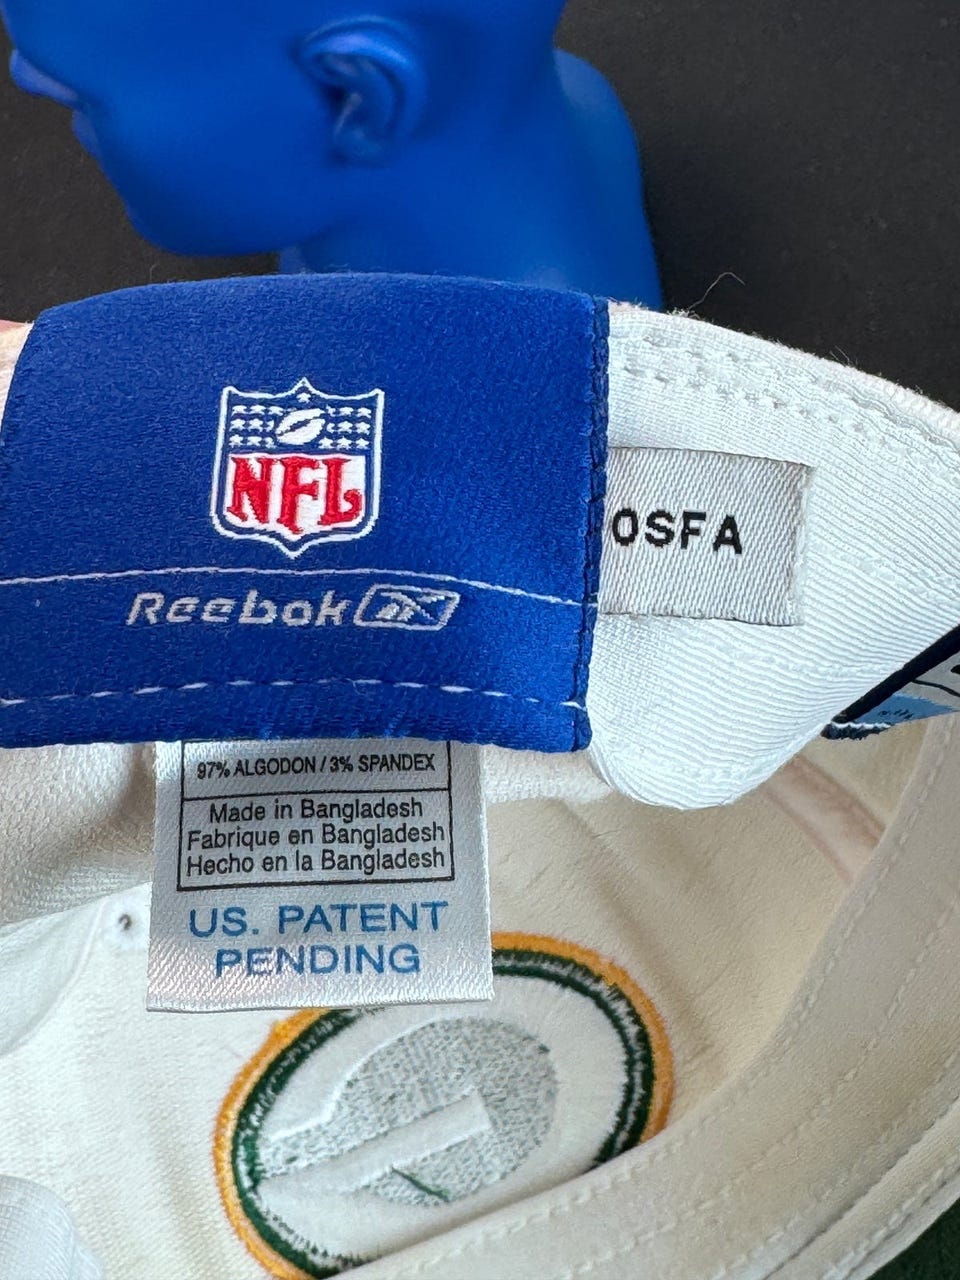 NFL
Reebok
OSFA
97% ALGODON / 3% SPANDEX
Made in Bangladesh
Fabrique en Bangladesh
Hecho en la Bangladesh
US. PATENT
PENDING